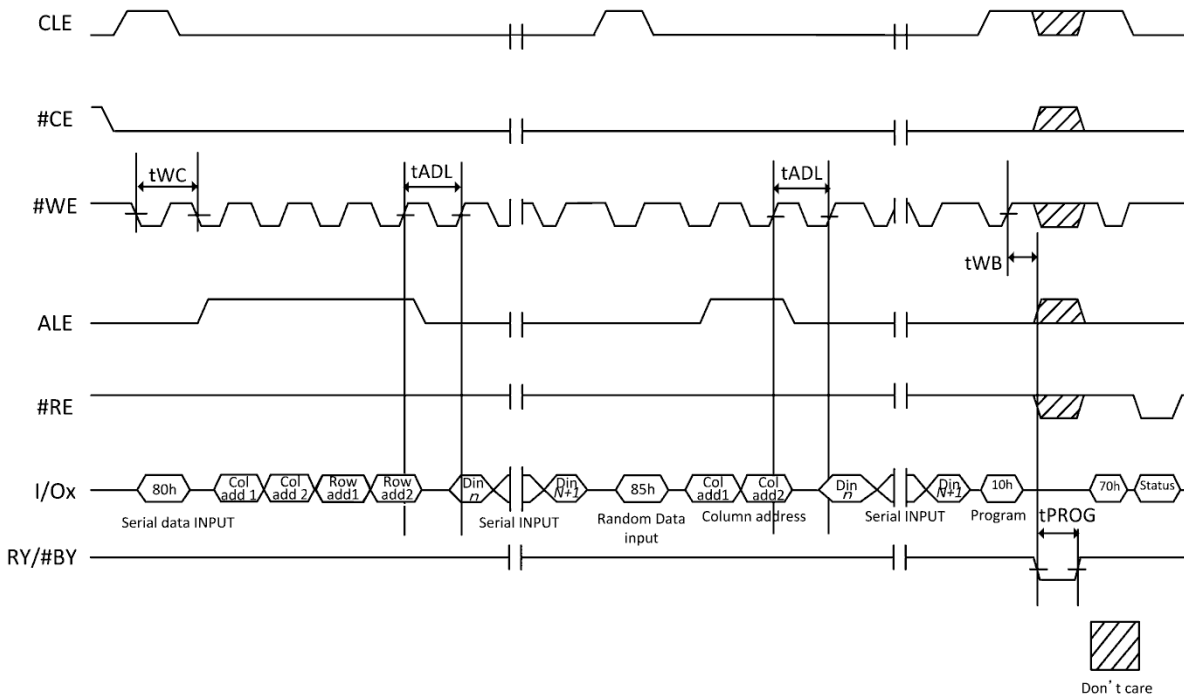 CLE
#CE
tWC
tADL
tADL
#WE
tWB
ALE
#RE
I/Ox
80h
Col
add 1
Col
add 2
Row
add1
Row
add2
Din
n
Din
N+1
85h
Col
add1
Col
add2
Din
n
Din
N+1
10h
70h
Status
Serial data INPUT
Serial INPUT
Random Data
input
Column address
Serial INPUT
Program
tPROG
RY/#BY
Don't care